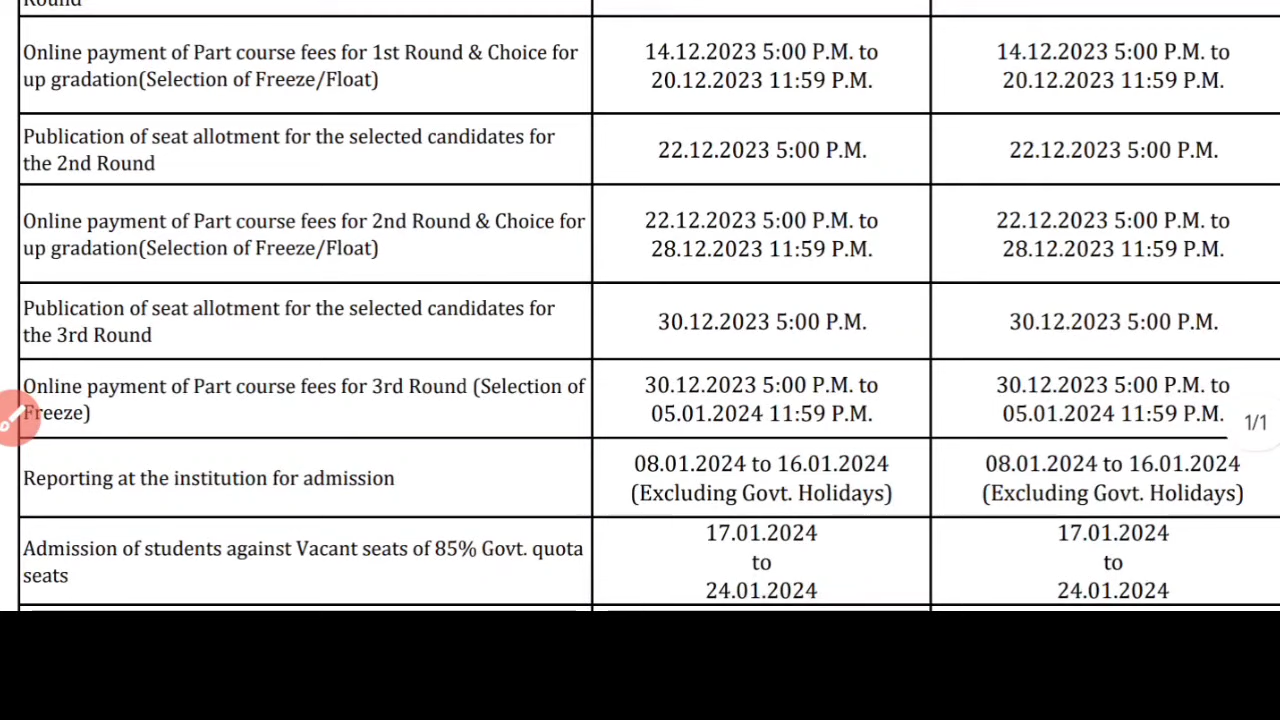 Round
Online payment of Part course fees for 1st Round & Choice for
up gradation(Selection of Freeze/Float)
14.12.2023 5:00 P.M. to
20.12.2023 11:59 P.M.
14.12.2023 5:00 P.M. to
20.12.2023 11:59 P.M.
Publication of seat allotment for the selected candidates for
the 2nd Round
22.12.2023 5:00 P.M.
22.12.2023 5:00 P.M.
Online payment of Part course fees for 2nd Round & Choice for
up gradation(Selection of Freeze/Float)
22.12.2023 5:00 P.M. to
28.12.2023 11:59 P.M.
22.12.2023 5:00 P.M. to
28.12.2023 11:59 P.M.
Publication of seat allotment for the selected candidates for
the 3rd Round
30.12.2023 5:00 P.M.
30.12.2023 5:00 P.M.
Online payment of Part course fees for 3rd Round (Selection of
Freeze)
30.12.2023 5:00 P.M. to
05.01.2024 11:59 P.M.
30.12.2023 5:00 P.M. to
05.01.2024 11:59 P.M.
1/1
Reporting at the institution for admission
08.01.2024 to 16.01.2024
(Excluding Govt. Holidays)
08.01.2024 to 16.01.2024
(Excluding Govt. Holidays)
Admission of students against Vacant seats of 85% Govt. quota
seats
17.01.2024
to
24.01.2024
17.01.2024
to
24.01.2024